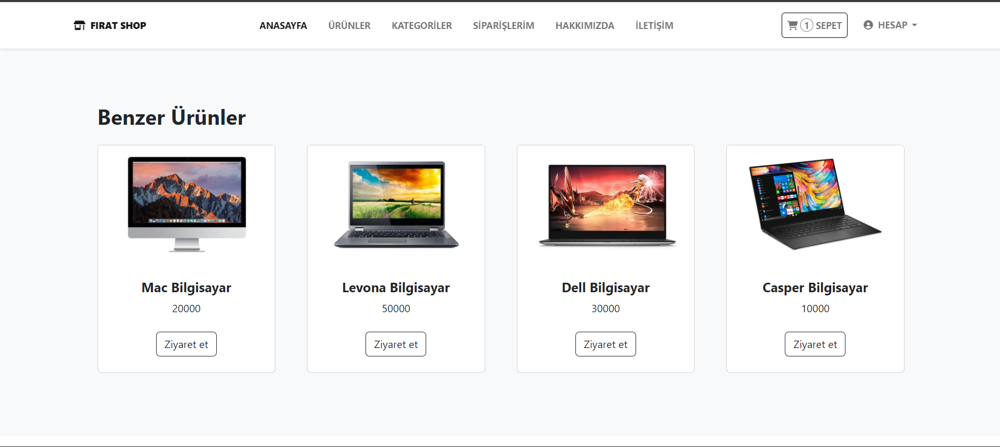 FIRAT SHOP ANASAYFA ÜRÜNLER KATEGORİLER SİPARİŞLERİM HAKKIMIZDA İLETİŞİM 1 SEPET HESAP
Benzer Ürünler
Mac Bilgisayar
20000
Ziyaret et
Levona Bilgisayar
50000
Ziyaret et
Dell Bilgisayar
30000
Ziyaret et
Casper Bilgisayar
10000
Ziyaret et